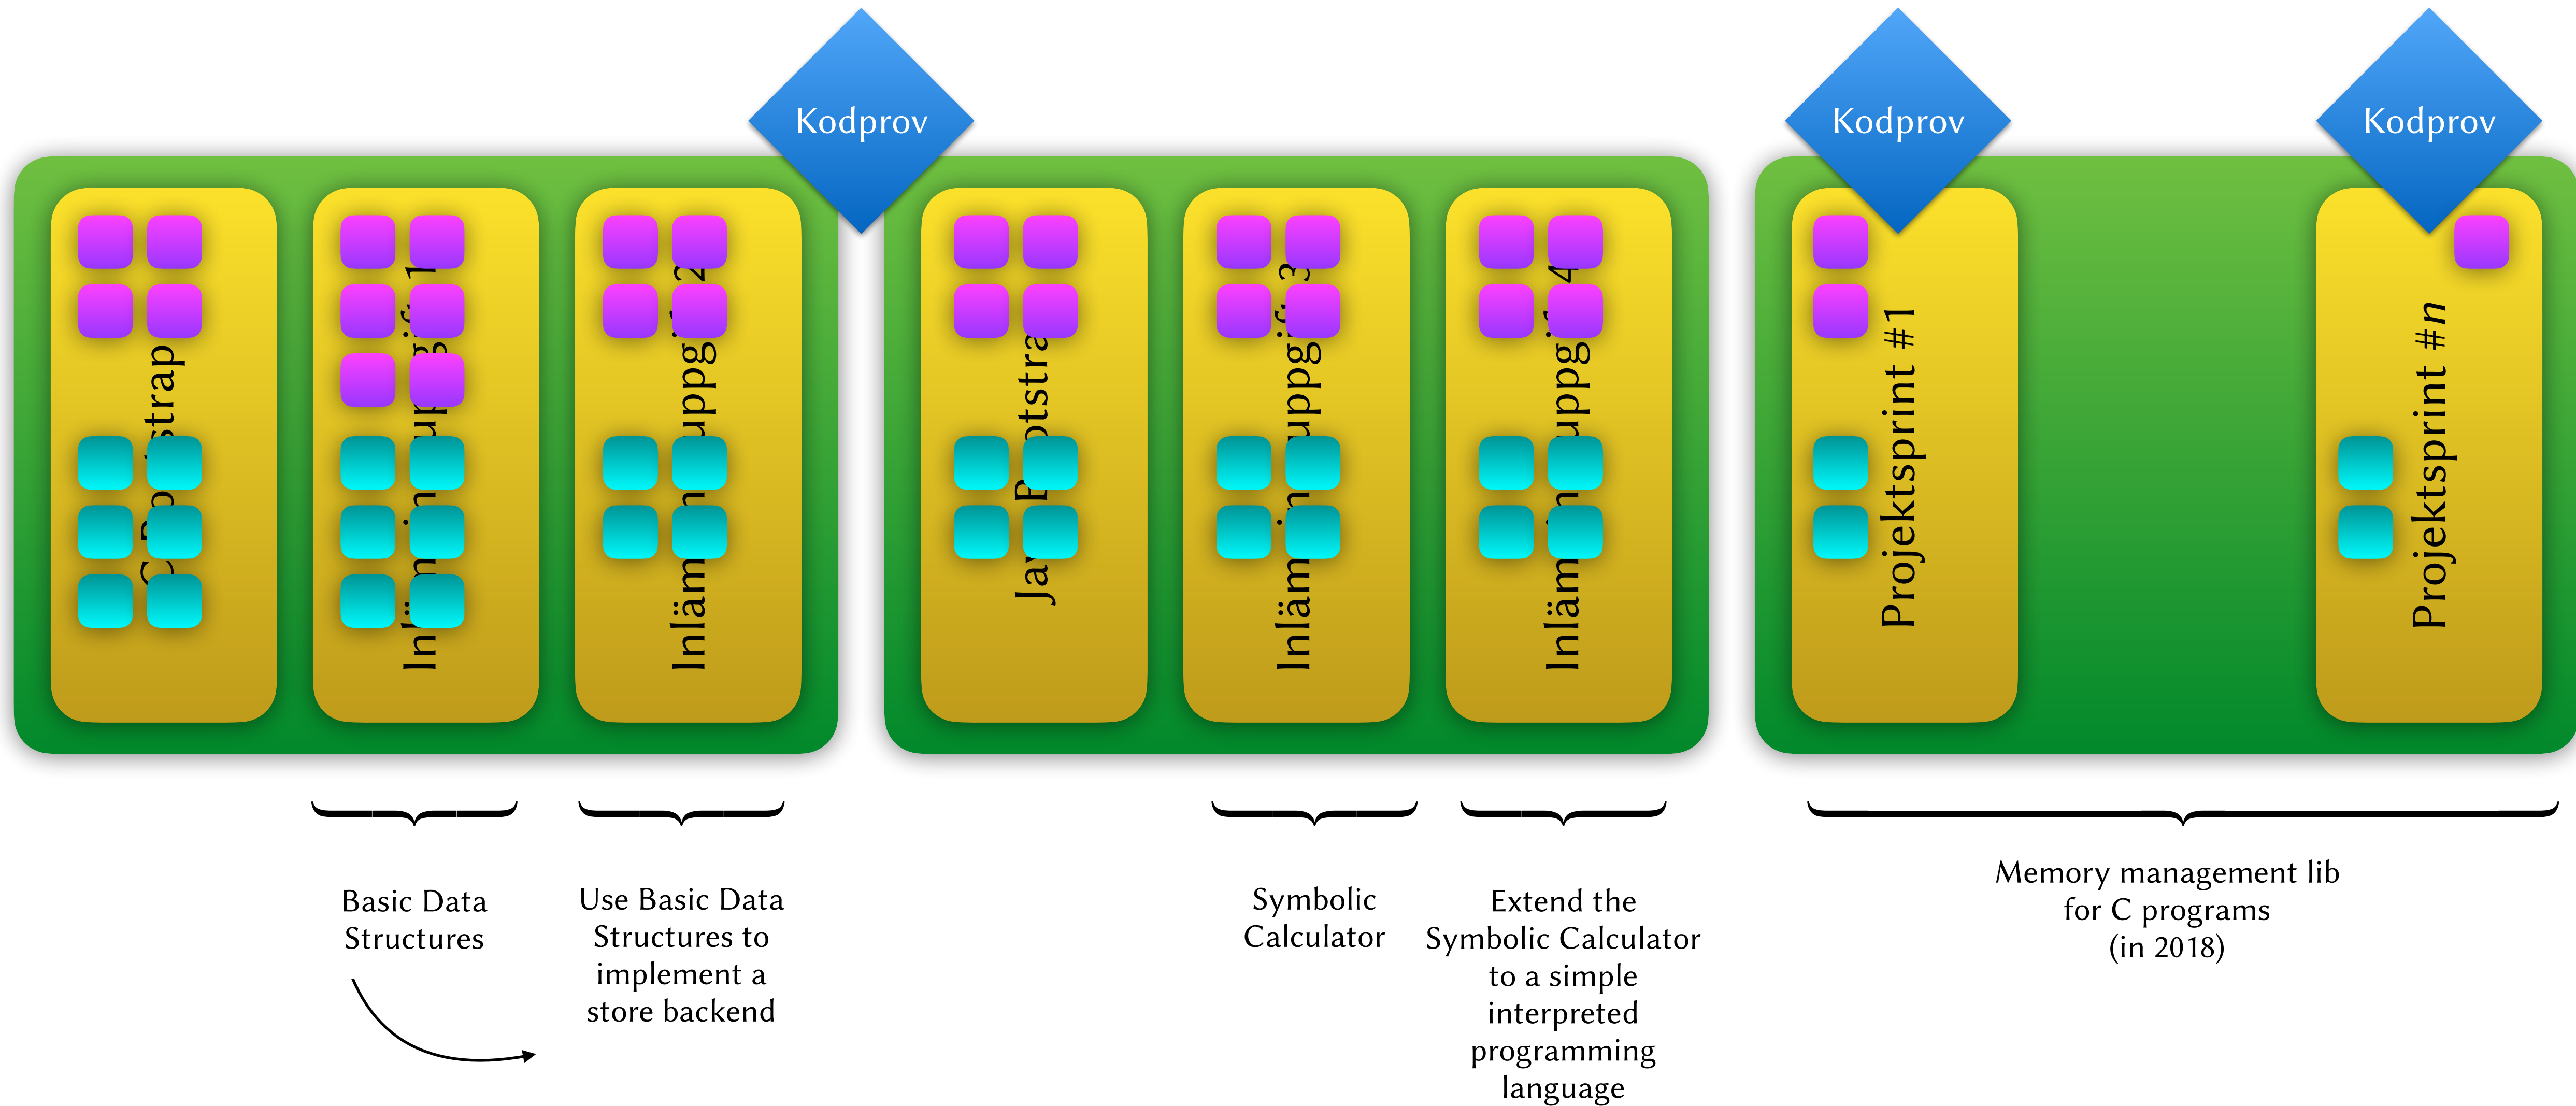 Kodprov
Kodprov
Kodprov
Projektsprint #1
Projektsprint #n
Basic Data
Structures
Use Basic Data
Structures to
implement a
store backend
Symbolic
Calculator
Extend the
Symbolic Calculator
to a simple
interpreted
programming
language
Memory management lib
for C programs
(in 2018)